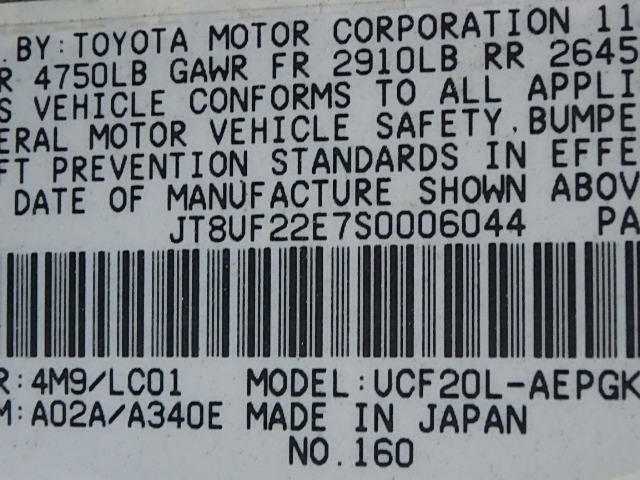 . BY:TOYOTA MOTOR CORPORATION 11
R 4750LB GAWR FR 2910LB RR 2645
S VEHICLE CONFORMS TO ALL APPLI
ERAL MOTOR VEHICLE SAFETY, BUMPE
FT PREVENTION STANDARDS IN EFFE
DATE OF MANUFACTURE SHOWN ABOV
JT8UF22E7S0006044 PA
R:4M9/LC01 MODEL:UCF20L-AEPGK
M:A02A/A340E MADE IN JAPAN
NO.160